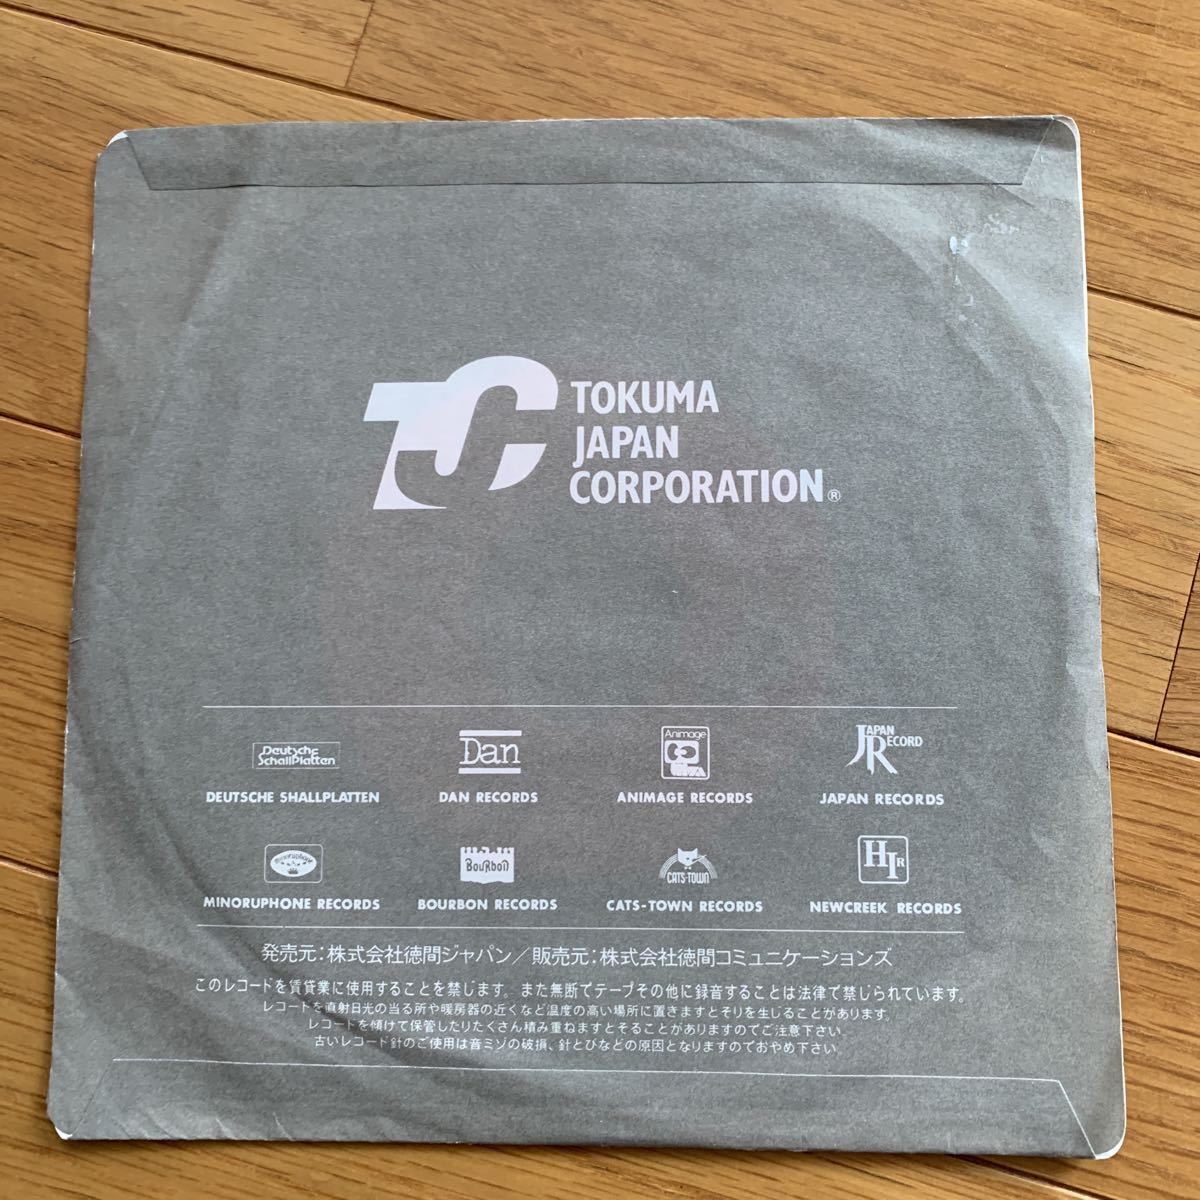 TJC
TOKUMA
JAPAN
CORPORATION®
Deutsche
SchallPlatten
Dan
Animage
JAPAN
RECORD
DEUTSCHE SHALLPLATTEN
DAN RECORDS
ANIMAGE RECORDS
JAPAN RECORDS
minoruphone
BOURBON
CATS-TOWN
HIR
MINORUPHONE RECORDS
BOURBON RECORDS
CATS-TOWN RECORDS
NEWCREEK RECORDS
発売元:株式会社徳間ジャパン/販売元:株式会社徳間コミュニケーションズ
このレコードを賃貸業に使用することを禁じます。また無断でテープその他に録音することは法律で禁じられています。
レコードを直射日光の当る所や暖房器の近くなど温度の高い場所に置きますとそりを生じることがあります。
レコードを傾けて保管したりたくさん積み重ねますとそることがありますのでご注意下さい。
古いレコード針のご使用は音ミゾの破損、針とびなどの原因となりますのでおやめ下さい。